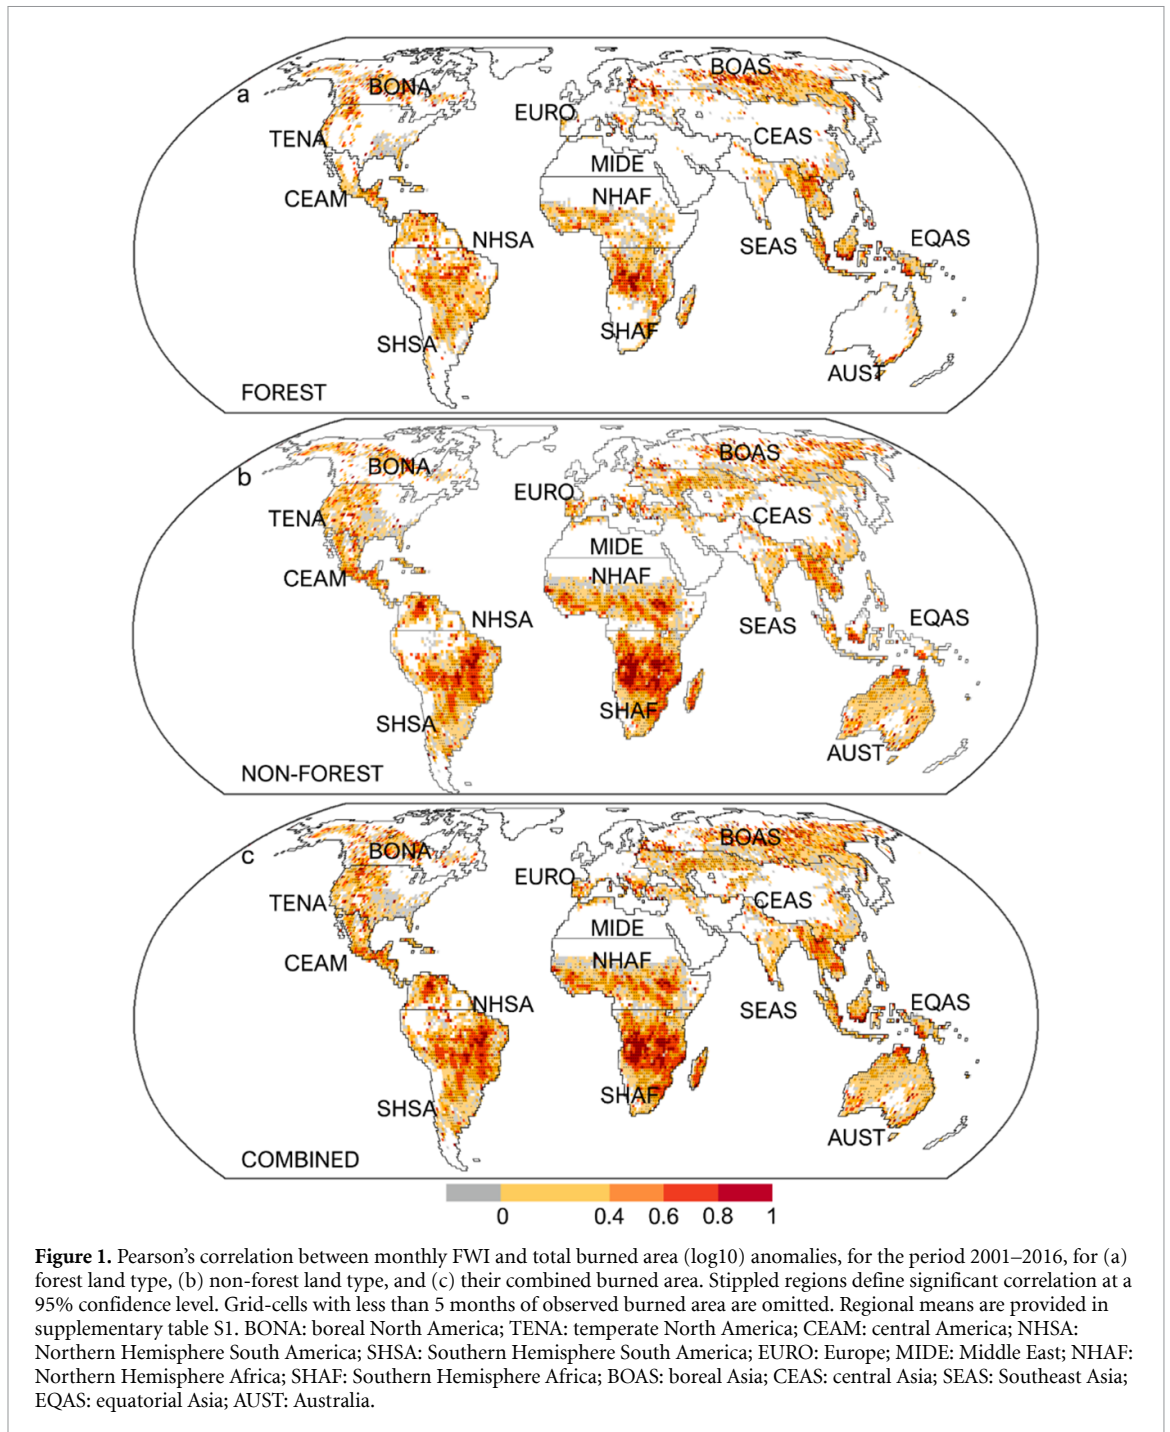 a
BONA
BOAS
EURO
TENA
CEAS
MIDE
CEAM
NHAF
NHSA
SEAS
EQAS
SHAF
SHSA
AUST
FOREST
b
BONA
BOAS
EURO
TENA
CEAS
MIDE
CEAM
NHAF
NHSA
SEAS
EQAS
SHAF
SHSA
AUST
NON-FOREST
c
BONA
BOAS
EURO
TENA
CEAS
MIDE
CEAM
NHAF
NHSA
SEAS
EQAS
SHAF
SHSA
AUST
COMBINED
0 0.4 0.6 0.8 1
Figure 1. Pearson's correlation between monthly FWI and total burned area (log10) anomalies, for the period 2001–2016, for (a)
forest land type, (b) non-forest land type, and (c) their combined burned area. Stippled regions define significant correlation at a
95% confidence level. Grid-cells with less than 5 months of observed burned area are omitted. Regional means are provided in
supplementary table S1. BONA: boreal North America; TENA: temperate North America; CEAM: central America; NHSA:
Northern Hemisphere South America; SHSA: Southern Hemisphere South America; EURO: Europe; MIDE: Middle East; NHAF:
Northern Hemisphere Africa; SHAF: Southern Hemisphere Africa; BOAS: boreal Asia; CEAS: central Asia; SEAS: Southeast Asia;
EQAS: equatorial Asia; AUST: Australia.